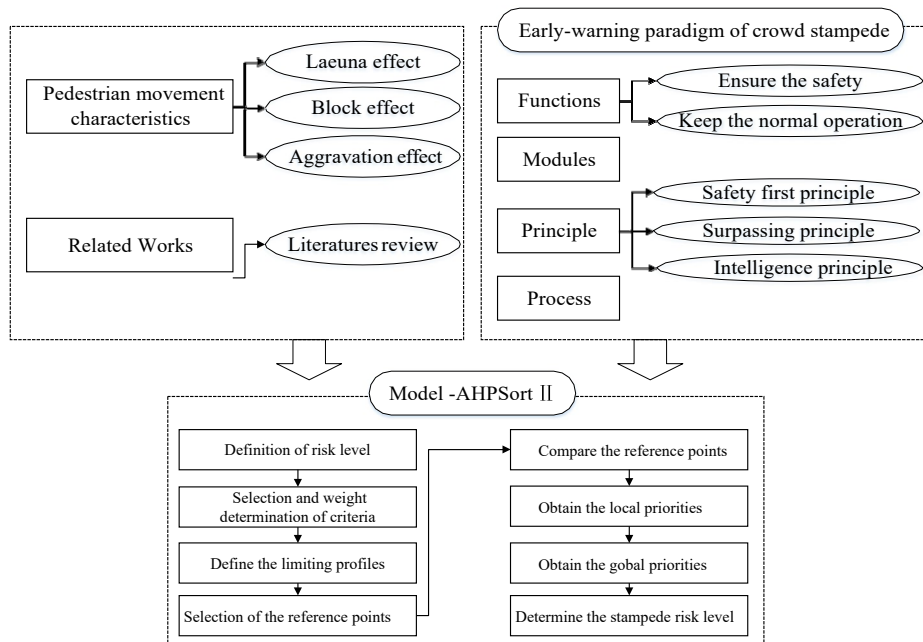 Pedestrian movement
characteristics
Laeuna effect
Block effect
Aggravation effect
Related Works
Literatures review
Early-warning paradigm of crowd stampede
Functions
Ensure the safety
Keep the normal operation
Modules
Principle
Safety first principle
Surpassing principle
Intelligence principle
Process
Model -AHPSort Ⅱ
Definition of risk level
Selection and weight
determination of criteria
Define the limiting profiles
Selection of the reference points
Compare the reference points
Obtain the local priorities
Obtain the gobal priorities
Determine the stampede risk level